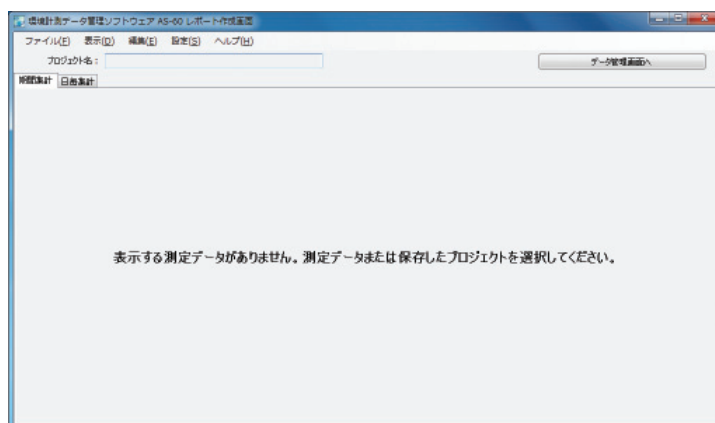 環境計測データ管理ソフトウェア AS-60 レポート作成画面
ファイル(F) 表示(D) 編集(E) 設定(S) ヘルプ(H)
プロジェクト名： データ管理画面へ
期間集計 日毎集計
表示する測定データがありません。測定データまたは保存したプロジェクトを選択してください。